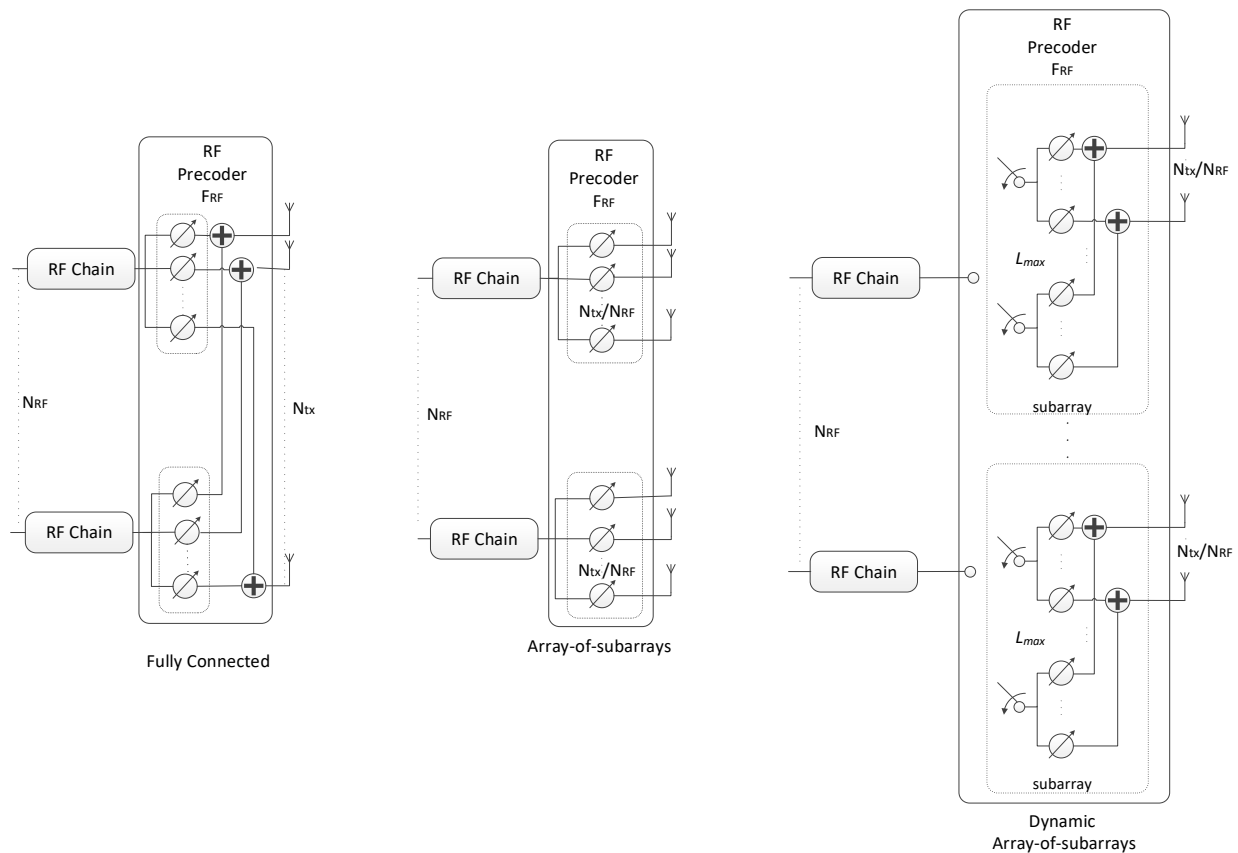 RF
Precoder
FRF
RF Chain
NRF
Ntx
RF Chain
Fully Connected
RF
Precoder
FRF
RF Chain
Ntx/NRF
NRF
RF Chain
Ntx/NRF
Array-of-subarrays
RF
Precoder
FRF
Ntx/NRF
RF Chain
Lmax
subarray
NRF
RF Chain
Ntx/NRF
Lmax
subarray
Dynamic
Array-of-subarrays